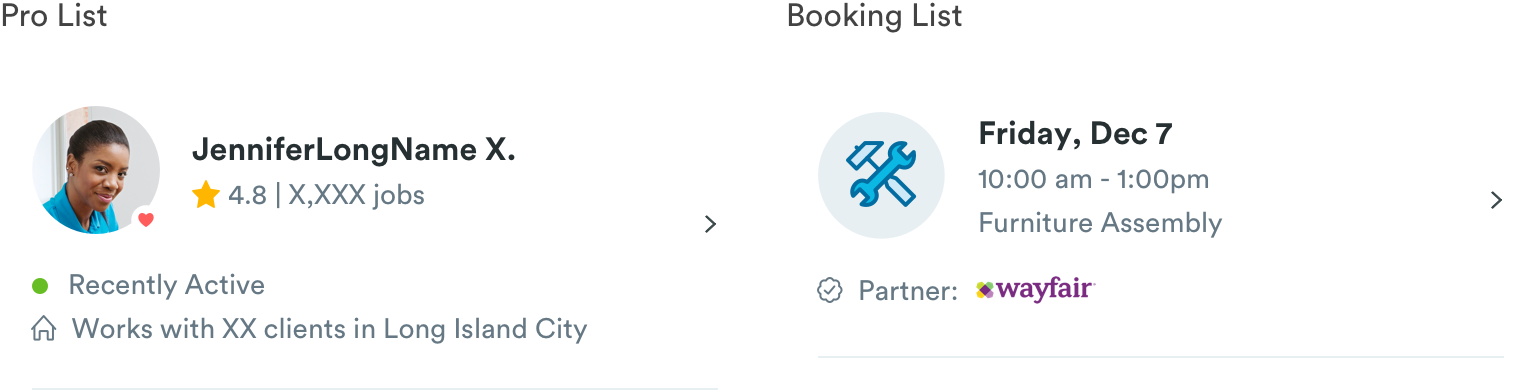 Pro List
JenniferLongName X.
4.8 | X,XXX jobs
Recently Active
Works with XX clients in Long Island City
Booking List
Friday, Dec 7
10:00 am - 1:00pm
Furniture Assembly
Partner: wayfair